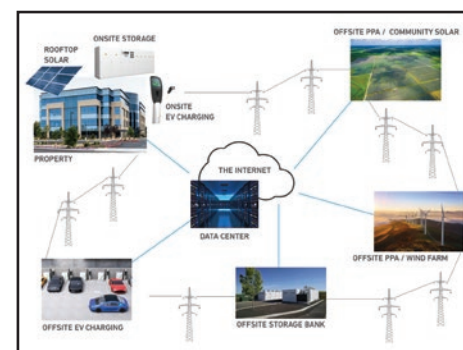 ONSITE STORAGE
ROOFTOP
SOLAR
OFFSITE PPA / COMMUNITY SOLAR
ONSITE
EV CHARGING
PROPERTY
THE INTERNET
DATA CENTER
OFFSITE PPA / WIND FARM
OFFSITE EV CHARGING
OFFSITE STORAGE BANK